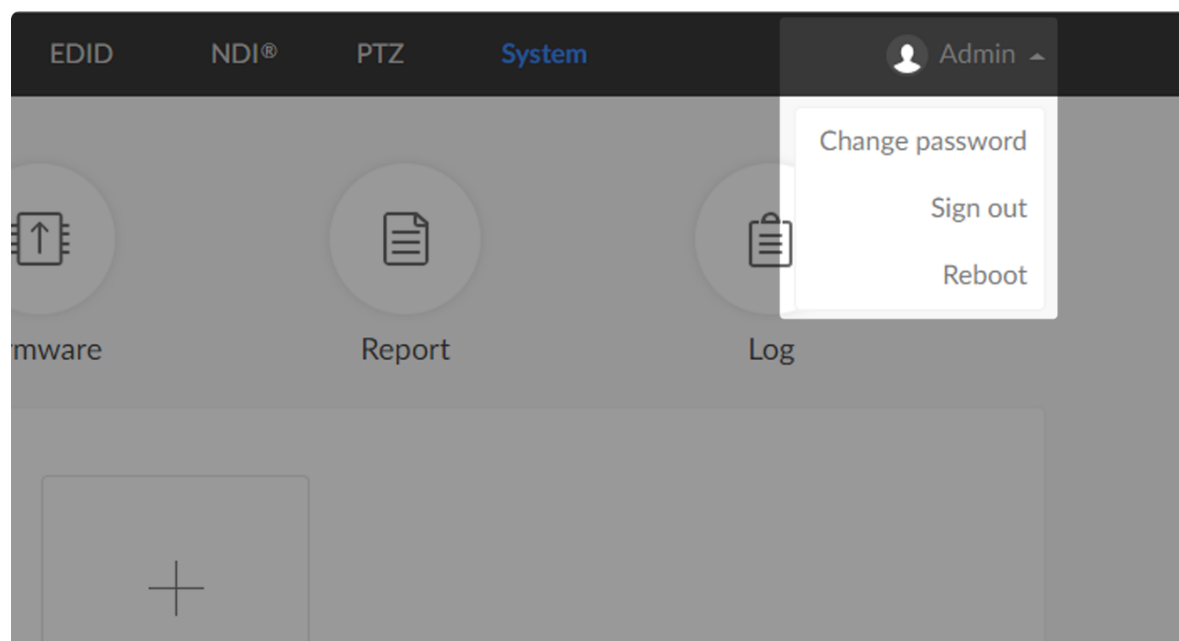 EDID NDI® PTZ System Admin
Change password
Sign out
Reboot
rmware Report Log